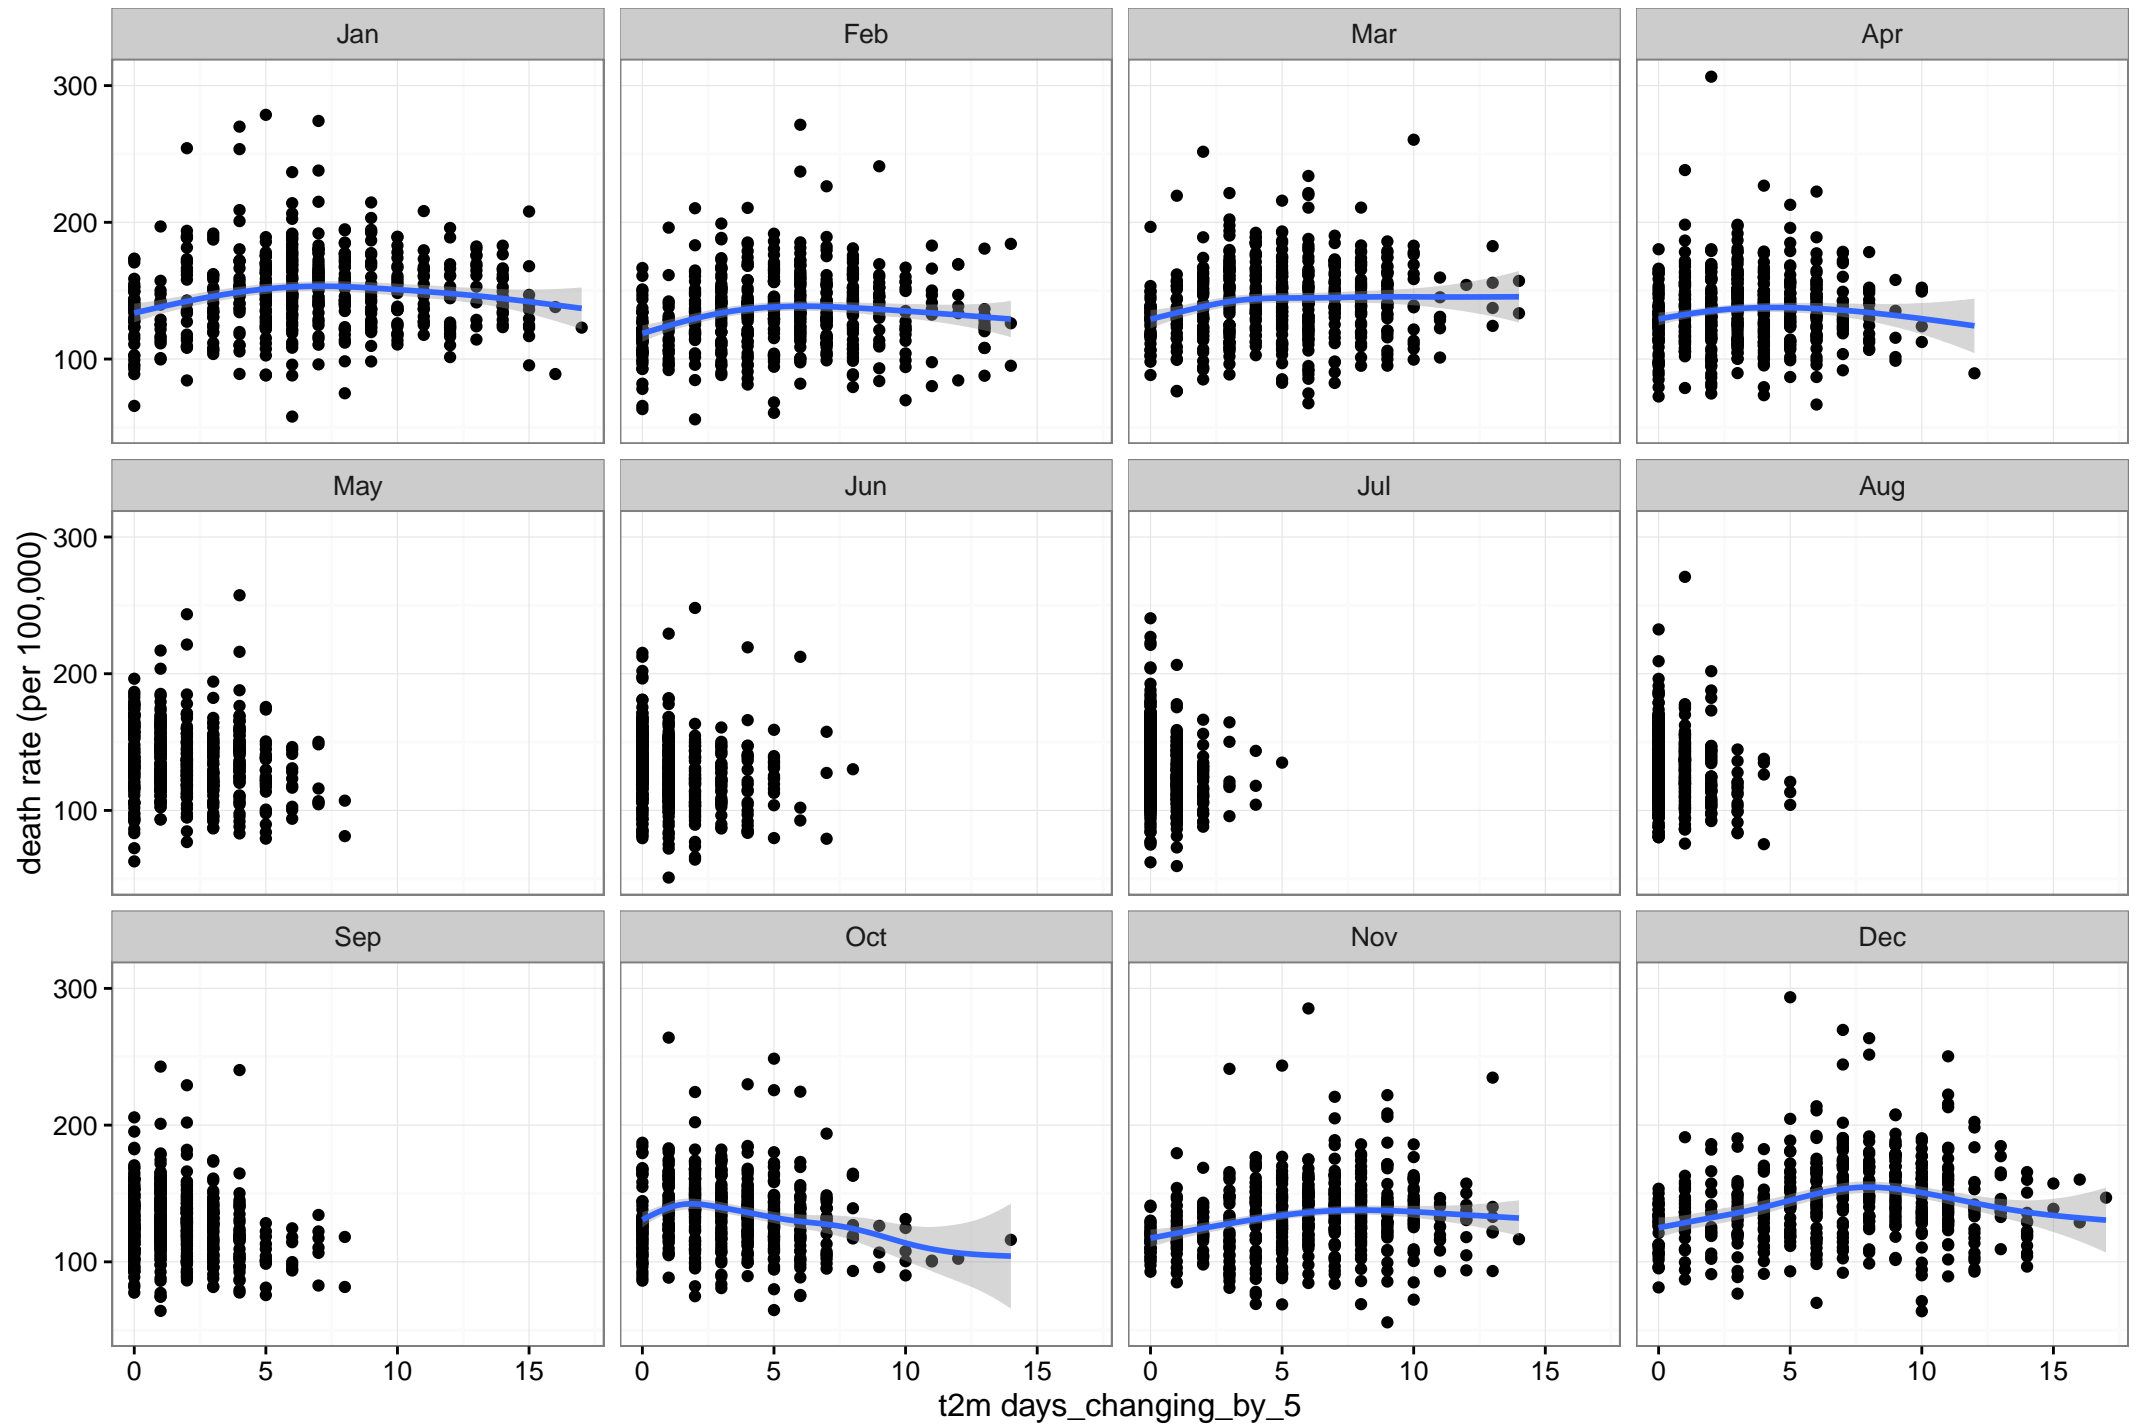 Jan Feb Mar Apr
300
200
100
May Jun Jul Aug
300
200
100
Sep Oct Nov Dec
300
200
100
0 5 10 15 0 5 10 15 0 5 10 15 0 5 10 15
t2m days_changing_by_5
death rate (per 100,000)